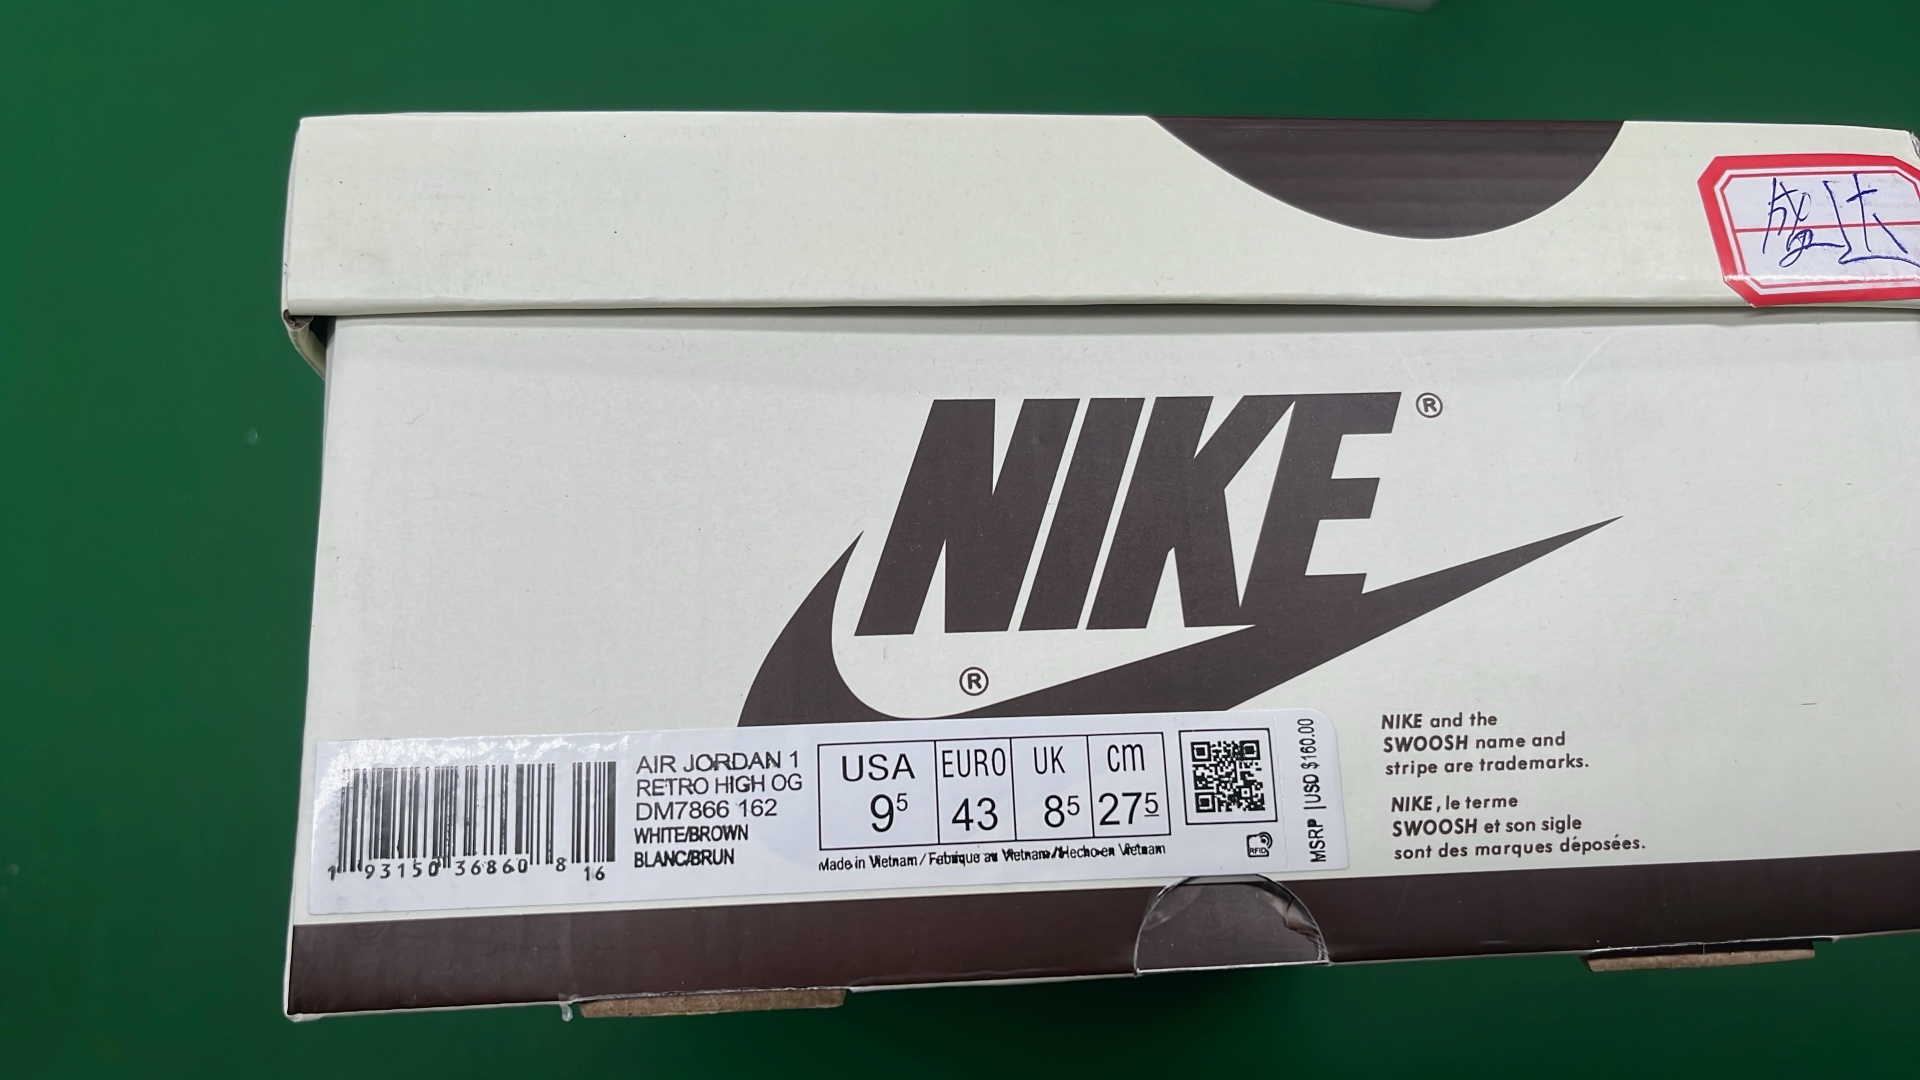 NIKE®
®
1 93150 36860 8
16
AIR JORDAN 1
RETRO HIGH OG
DM7866 162
WHITE/BROWN
BLANC/BRUN
USA EURO UK cm
9⁵ 43 8⁵ 27⁵
Made in Vietnam / Fabrique au Vietnam / Hecho en Vietnam
RFID
MSRP |USD $160.00
NIKE and the
SWOOSH name and
stripe are trademarks.
NIKE, le terme
SWOOSH et son sigle
sont des marques déposées.